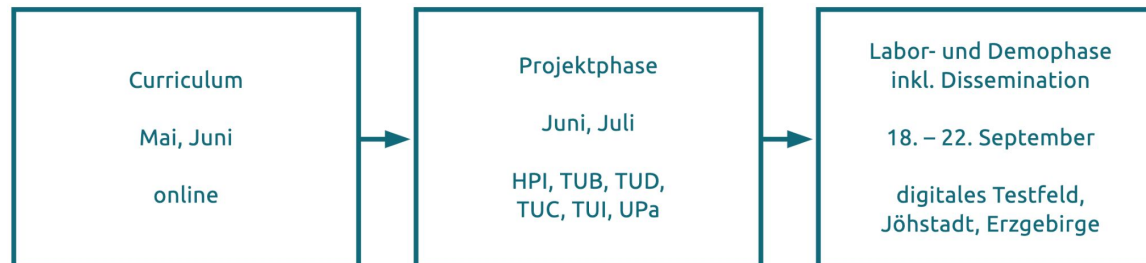 Curriculum
Mai, Juni
online
Projektphase
Juni, Juli
HPI, TUB, TUD,
TUC, TUI, UPa
Labor- und Demophase
inkl. Dissemination
18. – 22. September
digitales Testfeld,
Jöhstadt, Erzgebirge